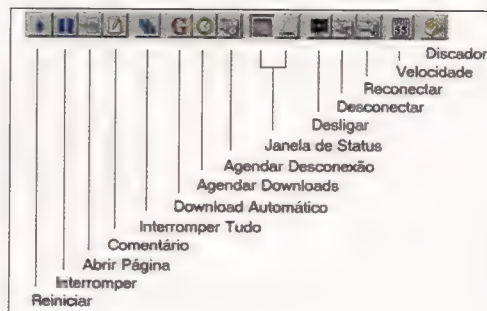 G
55
Discador
Velocidade
Reconectar
Desconectar
Desligar
Janela de Status
Agendar Desconexão
Agendar Downloads
Download Automático
Interromper Tudo
Comentário
Abrir Página
Interromper
Reiniciar